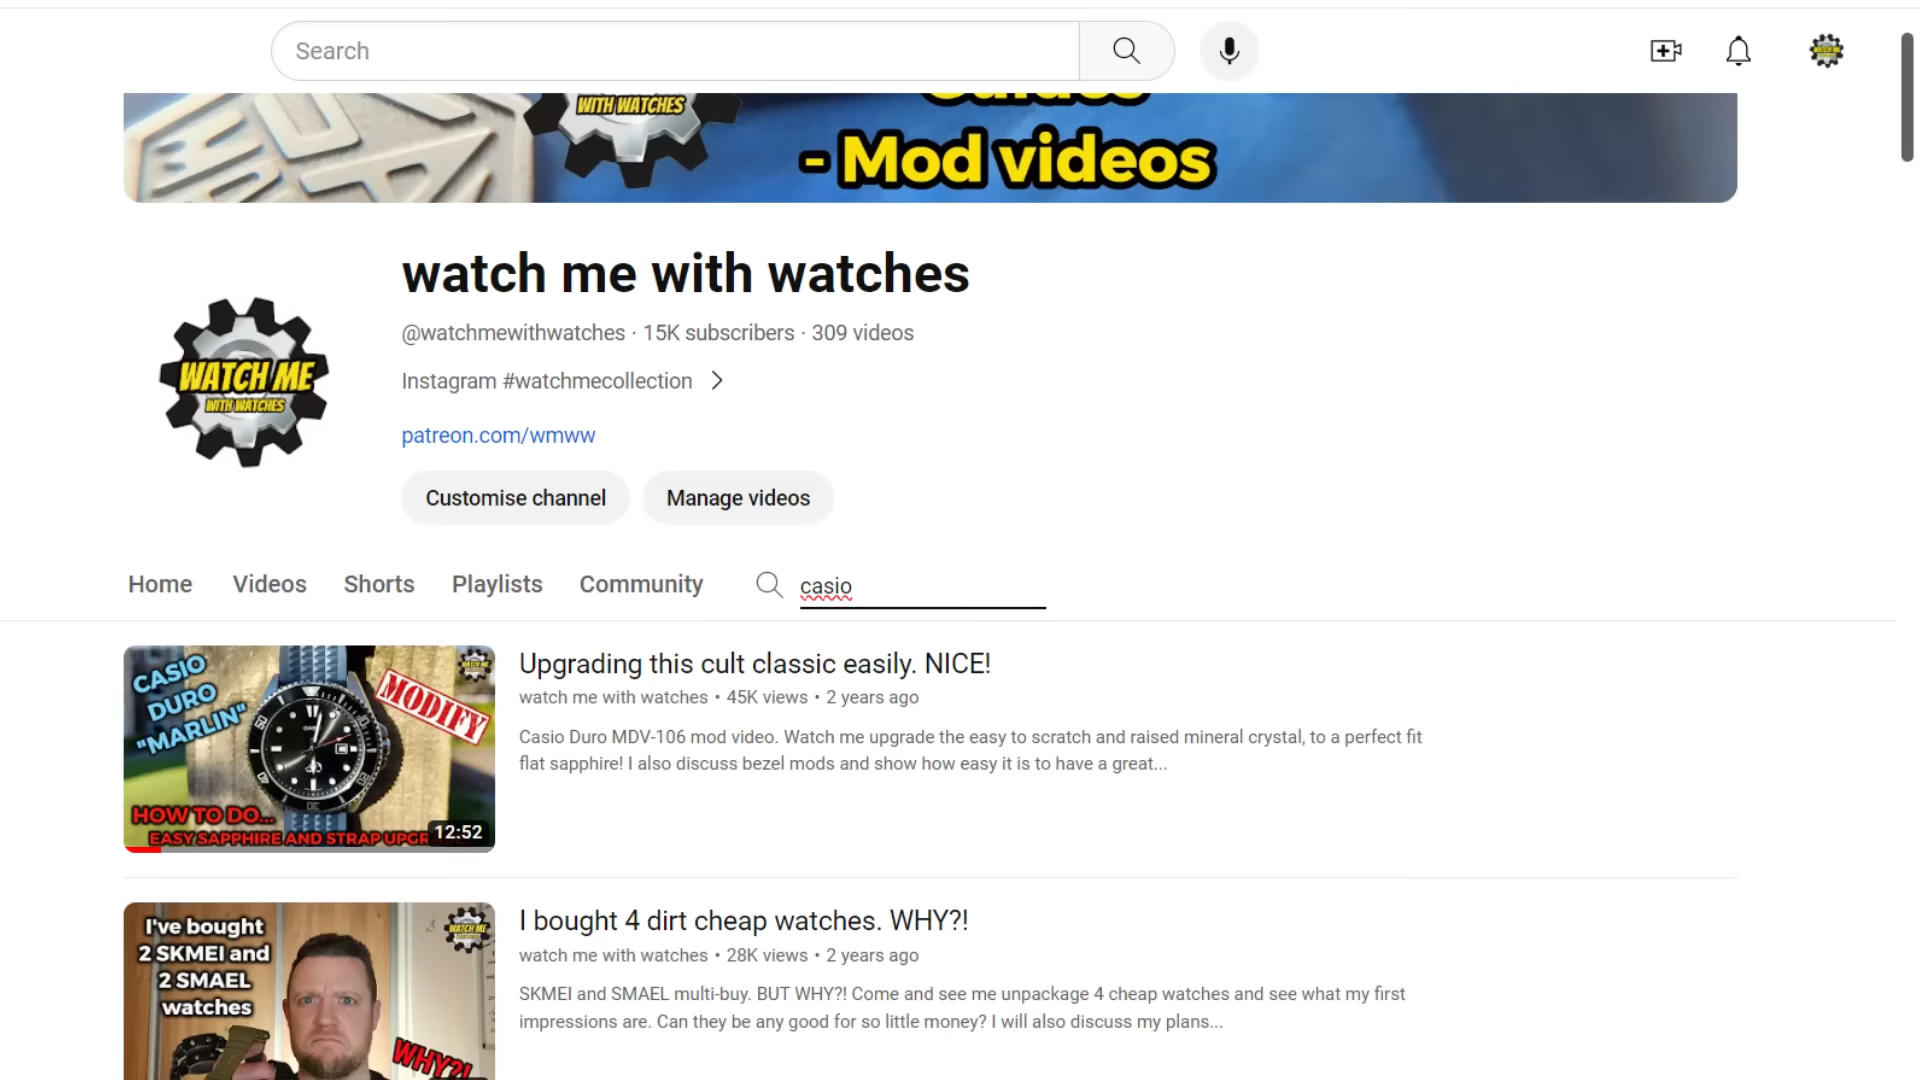 Search
WITH WATCHES
- Mod videos
watch me with watches
@watchmewithwatches · 15K subscribers · 309 videos
Instagram #watchmecollection
patreon.com/wmww
WATCH ME
WITH WATCHES
Customise channel
Manage videos
Home
Videos
Shorts
Playlists
Community
casio
CASIO
DURO
"MARLIN"
MODIFY
HOW TO DO...
EASY SAPPHIRE AND STRAP UPGR
12:52
Upgrading this cult classic easily. NICE!
watch me with watches • 45K views • 2 years ago
Casio Duro MDV-106 mod video. Watch me upgrade the easy to scratch and raised mineral crystal, to a perfect fit
flat sapphire! I also discuss bezel mods and show how easy it is to have a great...
I've bought
2 SKMEI and
2 SMAEL
watches
WATCH ME
WHY?!
I bought 4 dirt cheap watches. WHY?!
watch me with watches • 28K views • 2 years ago
SKMEI and SMAEL multi-buy. BUT WHY?! Come and see me unpackage 4 cheap watches and see what my first
impressions are. Can they be any good for so little money? I will also discuss my plans...